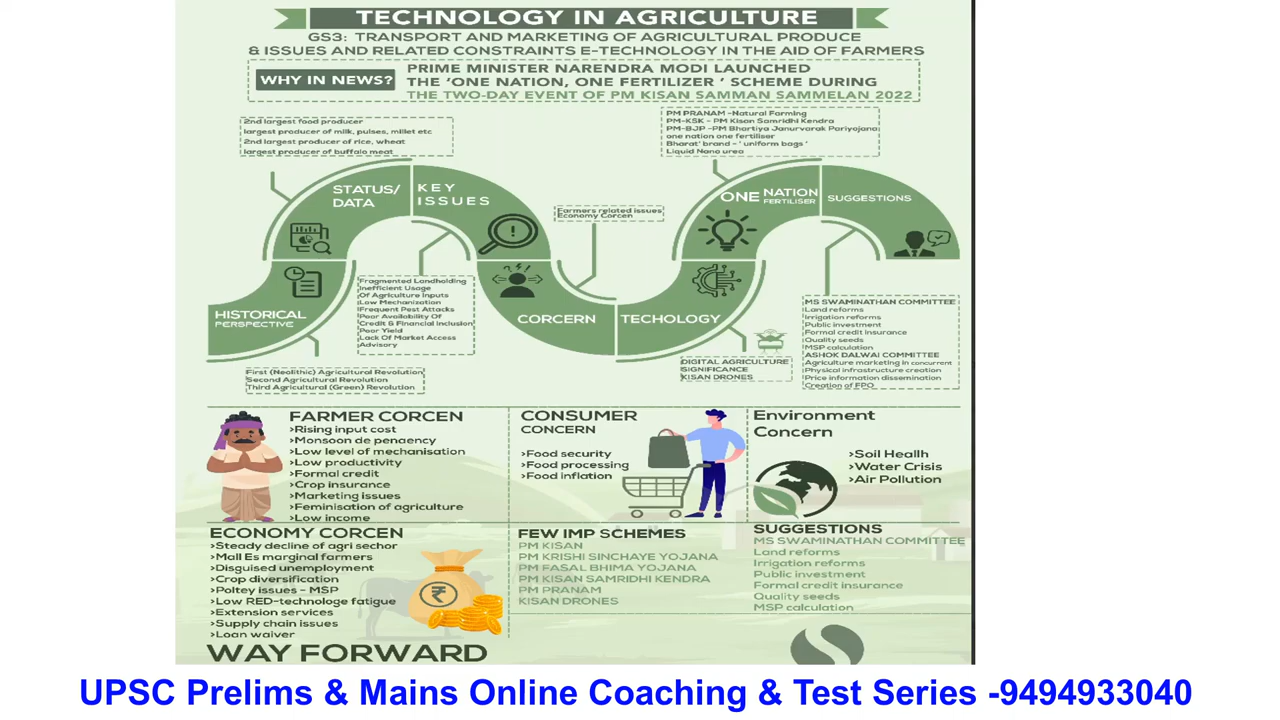 TECHNOLOGY IN AGRICULTURE
GS3: TRANSPORT AND MARKETING OF AGRICULTURAL PRODUCE
& ISSUES AND RELATED CONSTRAINTS E-TECHNOLOGY IN THE AID OF FARMERS
WHY IN NEWS?
PRIME MINISTER NARENDRA MODI LAUNCHED
THE 'ONE NATION, ONE FERTILIZER ' SCHEME DURING
THE TWO-DAY EVENT OF PM KISAN SAMMAN SAMMELAN 2022
2nd largest food producer
largest producer of milk, pulses, millet etc
2nd largest producer of rice, wheat
largest producer of buffalo meat
PM PRANAM -Natural Farming
PM-KSK - PM Kisan Samridhi Kendra
PM-BJP -PM Bhartiya Janurvarak Pariyojana
one nation one fertiliser
Bharat' brand - ' uniform bags '
Liquid Nana urea
STATUS/
DATA
KEY
ISSUES
Farmers related issues
Economy Corcen
ONE NATION
FERTILISER
SUGGESTIONS
HISTORICAL
PERSPECTIVE
Fragmented Landholding
Inefficient Usage
Of Agriculture Inputs
Low Mechanization
Frequent Pest Attacks
Poor Availability Of
Credit & Financial Inclusion
Poor Yield
Lack Of Market Access
Advisory
CORCERN
TECHOLOGY
MS SWAMINATHAN COMMITTEE
Land reforms
Irrigation reforms
Public investment
Formal credit insurance
Quality seeds
MSP calculation
ASHOK DALWAI COMMITTEE
Agriculture marketing in concurrent
Physical infrastructure creation
Price information dissemination
Creation of FPO
DIGITAL AGRICULTURE
SIGNIFICANCE
KISAN DRONES
First (Neolithic) Agricultural Revolution
Second Agricultural Revolution
Third Agricultural (Green) Revolution
FARMER CORCEN
>Rising input cost
>Monsoon de penaency
>Low level of mechanisation
>Low productivity
>Formal credit
>Crop insurance
>Marketing issues
>Feminisation of agriculture
>Low income
CONSUMER
CONCERN
>Food security
>Food processing
>Food inflation
Environment
Concern
>Soil Heallh
>Water Crisis
>Air Pollution
ECONOMY CORCEN
>Steady decline of agri sechor
>Mall Es marginal farmers
>Disguised unemployment
>Crop diversification
>Poltey issues - MSP
>Low RED-technologe fatigue
>Extension services
>Supply chain issues
>Loan waiver
FEW IMP SCHEMES
PM KISAN
PM KRISHI SINCHAYE YOJANA
PM FASAL BHIMA YOJANA
PM KISAN SAMRIDHI KENDRA
PM PRANAM
KISAN DRONES
SUGGESTIONS
MS SWAMINATHAN COMMITTEE
Land reforms
Irrigation reforms
Public investment
Formal credit insurance
Quality seeds
MSP calculation
WAY FORWARD
UPSC Prelims & Mains Online Coaching & Test Series -9494933040